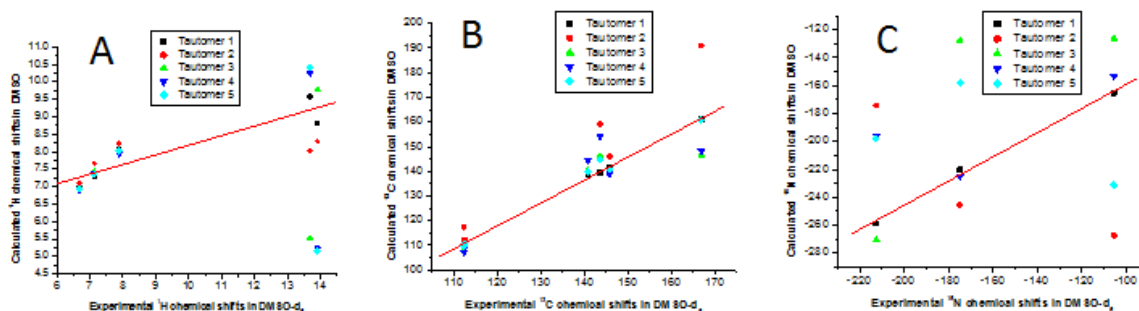 A
Tautomer 1
Tautomer 2
Tautomer 3
Tautomer 4
Tautomer 5
Calculated ¹H chemical shifts in DMSO
11.0
10.5
10.0
9.5
9.0
8.5
8.0
7.5
7.0
6.5
6.0
5.5
5.0
4.5
6 7 8 9 10 11 12 13 14
Experimental ¹H chemical shifts in DMSO-d₆
B
Tautomer 1
Tautomer 2
Tautomer 3
Tautomer 4
Tautomer 5
Calculated ¹³C chemical shifts in DMSO
200
190
180
170
160
150
140
130
120
110
100
110 120 130 140 150 160 170
Experimental ¹³C chemical shifts in DMSO-d₆
C
Tautomer 1
Tautomer 2
Tautomer 3
Tautomer 4
Tautomer 5
Calculated ¹⁵N chemical shifts in DMSO
-120
-140
-160
-180
-200
-220
-240
-260
-280
-220 -200 -180 -160 -140 -120 -100
Experimental ¹⁵N chemical shifts in DMSO-d₆